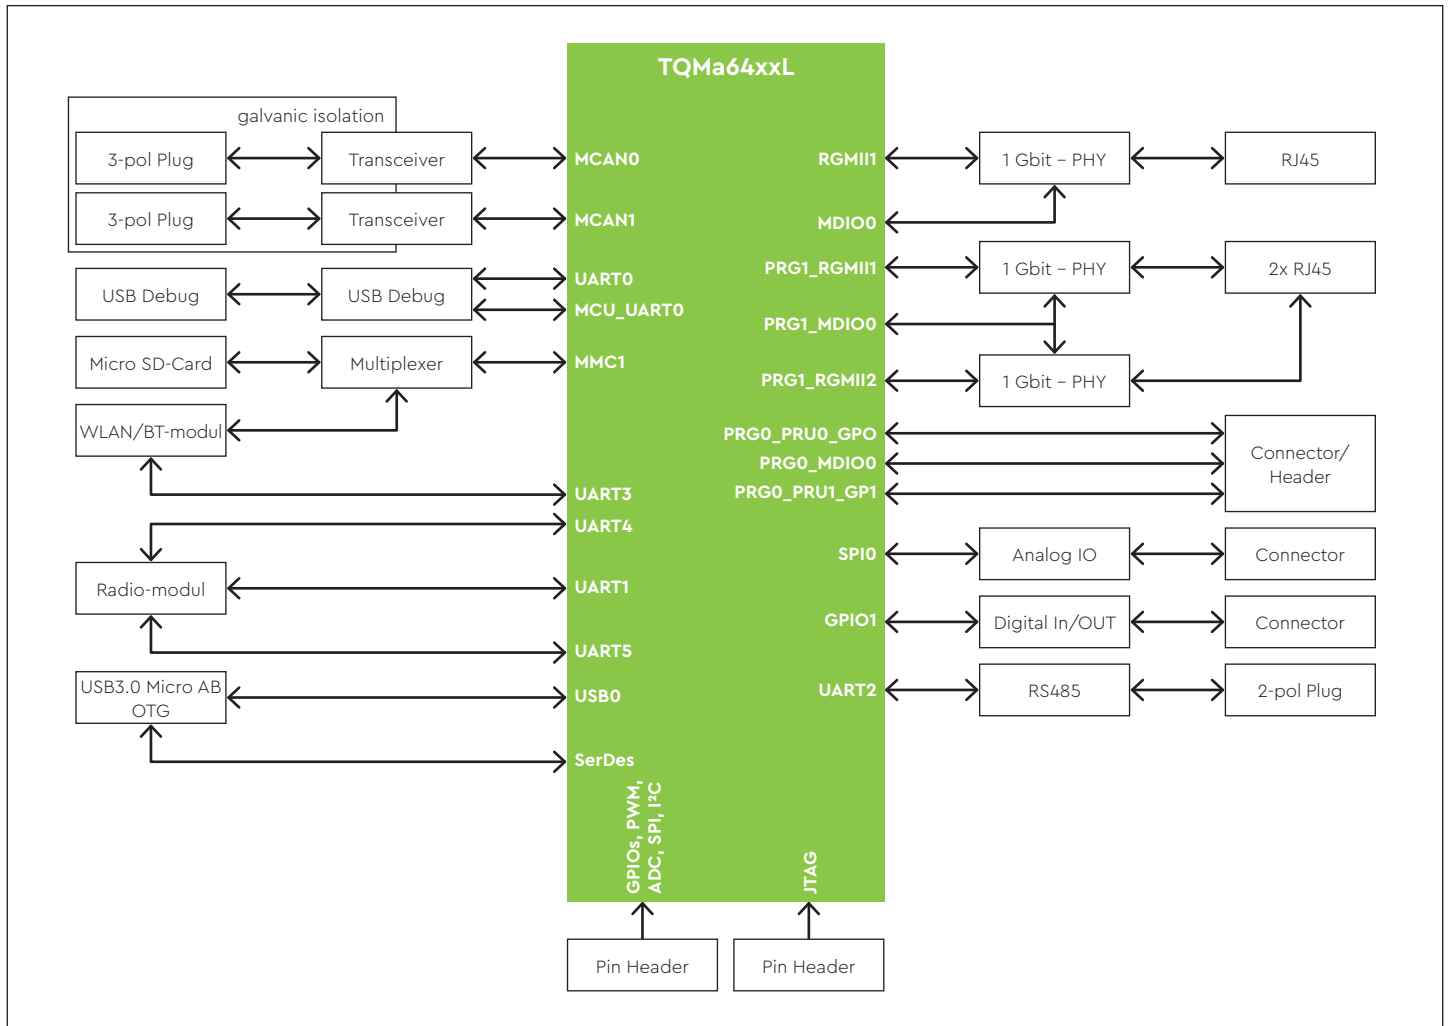 TQMa64xxL
galvanic isolation
3-pol Plug
Transceiver
MCAN0
3-pol Plug
Transceiver
MCAN1
USB Debug
USB Debug
UART0
MCU_UART0
Micro SD-Card
Multiplexer
MMC1
WLAN/BT-modul
UART3
UART4
Radio-modul
UART1
UART5
USB3.0 Micro AB
OTG
USB0
SerDes
RGMII1
1 Gbit – PHY
RJ45
MDIO0
PRG1_RGMII1
1 Gbit – PHY
2x RJ45
PRG1_MDIO0
PRG1_RGMII2
1 Gbit – PHY
PRG0_PRU0_GPO
PRG0_MDIO0
PRG0_PRU1_GP1
Connector/
Header
SPI0
Analog IO
Connector
GPIO1
Digital In/OUT
Connector
UART2
RS485
2-pol Plug
GPIOs, PWM,
ADC, SPI, I²C
JTAG
Pin Header
Pin Header